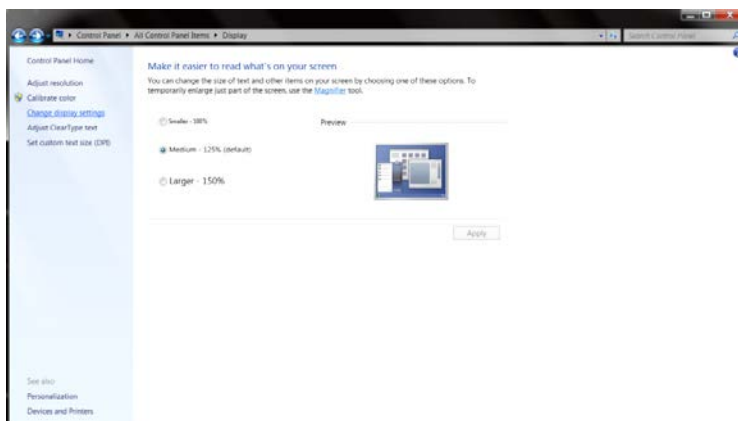 Control Panel ▸ All Control Panel Items ▸ Display
Search Control Panel
Control Panel Home
Adjust resolution
Calibrate color
Change display settings
Adjust ClearType text
Set custom text size (DPI)
Make it easier to read what's on your screen
You can change the size of text and other items on your screen by choosing one of these options. To
temporarily enlarge just part of the screen, use the Magnifier tool.
Smaller - 100%
Medium - 125% (default)
Larger - 150%
Preview
Apply
See also
Personalization
Devices and Printers